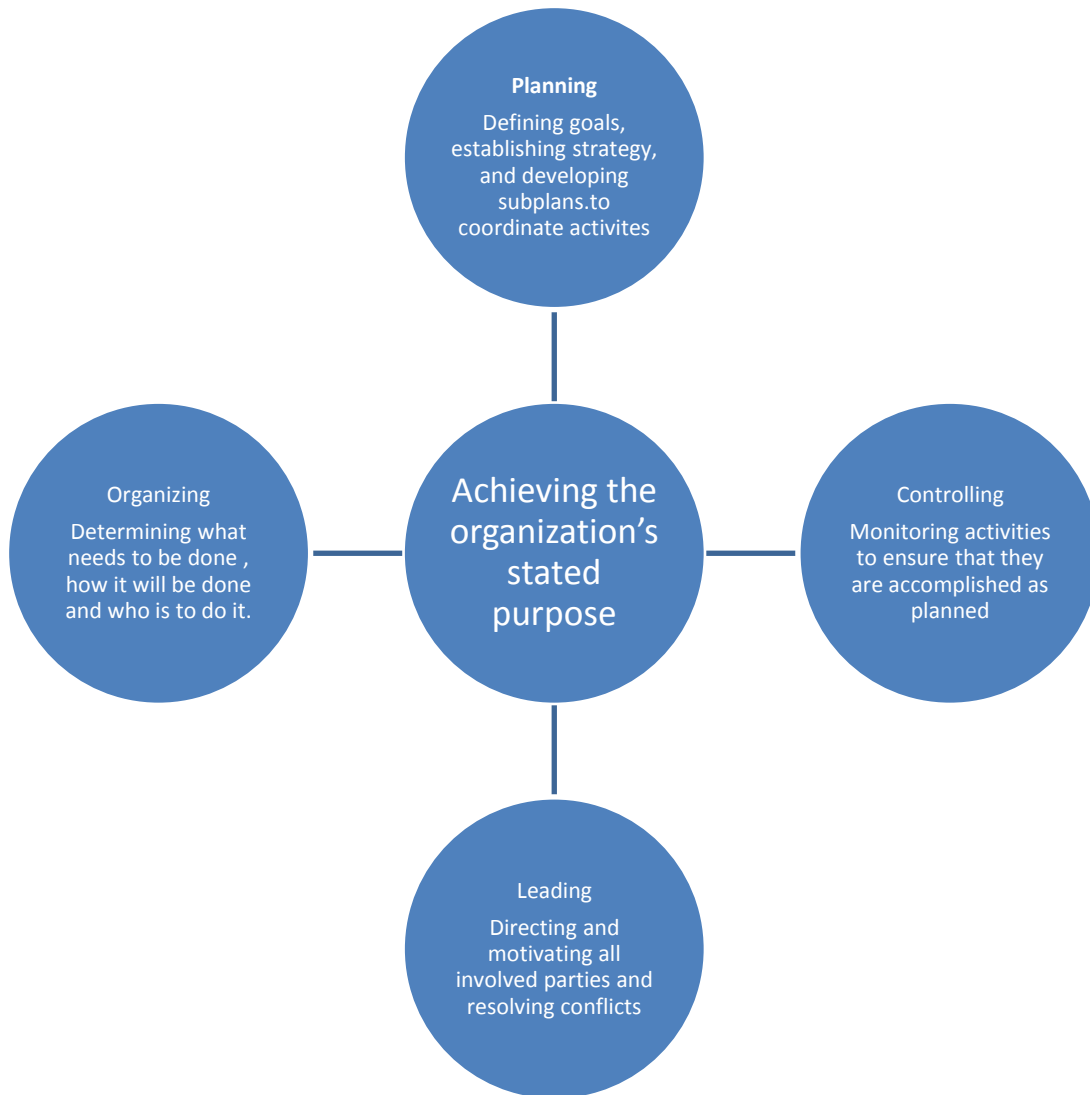 Planning
Defining goals,
establishing strategy,
and developing
subplans.to
coordinate activites
Organizing
Determining what
needs to be done ,
how it will be done
and who is to do it.
Achieving the
organization’s
stated
purpose
Controlling
Monitoring activities
to ensure that they
are accomplished as
planned
Leading
Directing and
motivating all
involved parties and
resolving conflicts